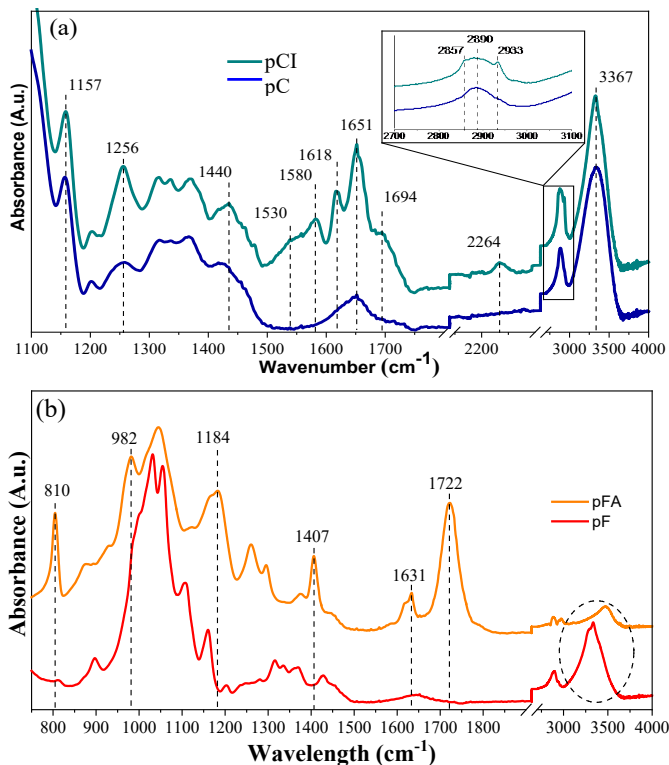 (a)
pCI
pC
1157
1256
1440
1530
1580
1618
1651
1694
2264
3367
2857
2890
2933
2700 2800 2900 3000 3100
Absorbance (A.u.)
1100 1200 1300 1400 1500 1600 1700 2200 3000 3500 4000
Wavenumber (cm-1)
(b)
pFA
pF
810
982
1184
1407
1631
1722
Absorbance (A.u.)
800 900 1000 1100 1200 1300 1400 1500 1600 1700 1800 3000 3500 4000
Wavelength (cm-1)